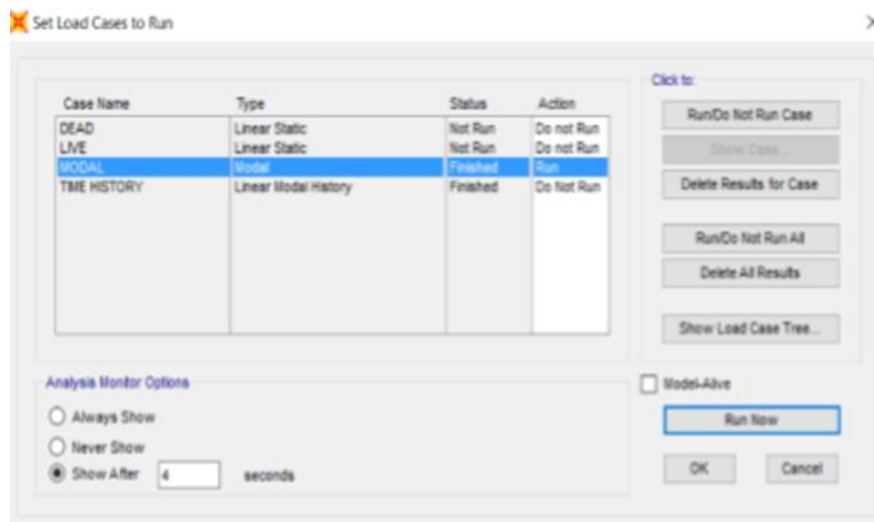 Set Load Cases to Run
Click to:
Case Name Type Status Action
DEAD Linear Static Not Run Do not Run
LIVE Linear Static Not Run Do not Run
MODAL Modal Finished Run
TIME HISTORY Linear Modal History Finished Do Not Run
Run/Do Not Run Case
Show Case...
Delete Results for Case
Run/Do Not Run All
Delete All Results
Show Load Case Tree...
Analysis Monitor Options
Always Show
Never Show
Show After 4 seconds
Model-Alive
Run Now
OK Cancel